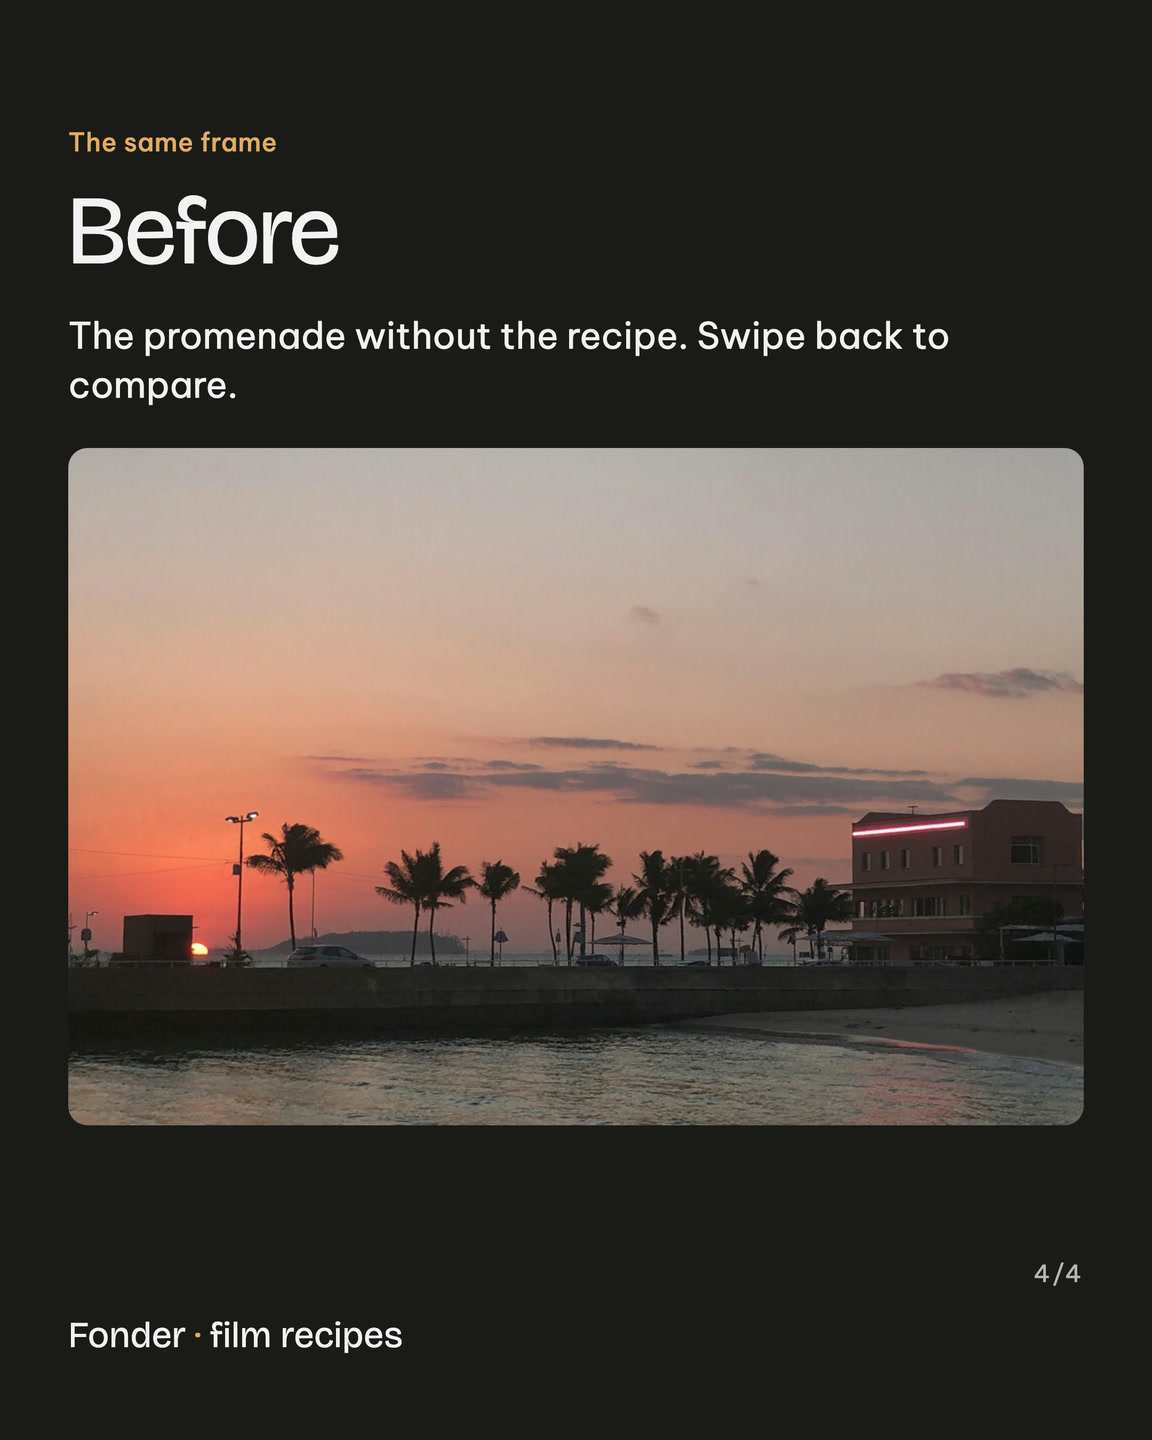 The same frame
Before
The promenade without the recipe. Swipe back to
compare.
4/4
Fonder · film recipes